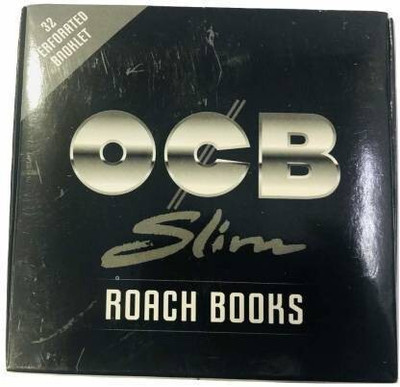 32
PERFORATED
BOOKLET
OCB
Slim
ROACH BOOKS